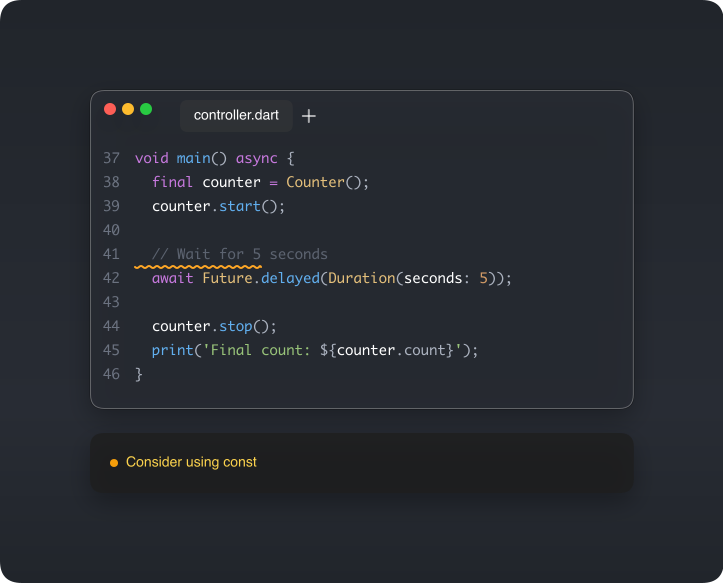 controller.dart
37 void main() async {
38   final counter = Counter();
39   counter.start();
40
41   // Wait for 5 seconds
42   await Future.delayed(Duration(seconds: 5));
43
44   counter.stop();
45   print('Final count: ${counter.count}');
46 }
Consider using const